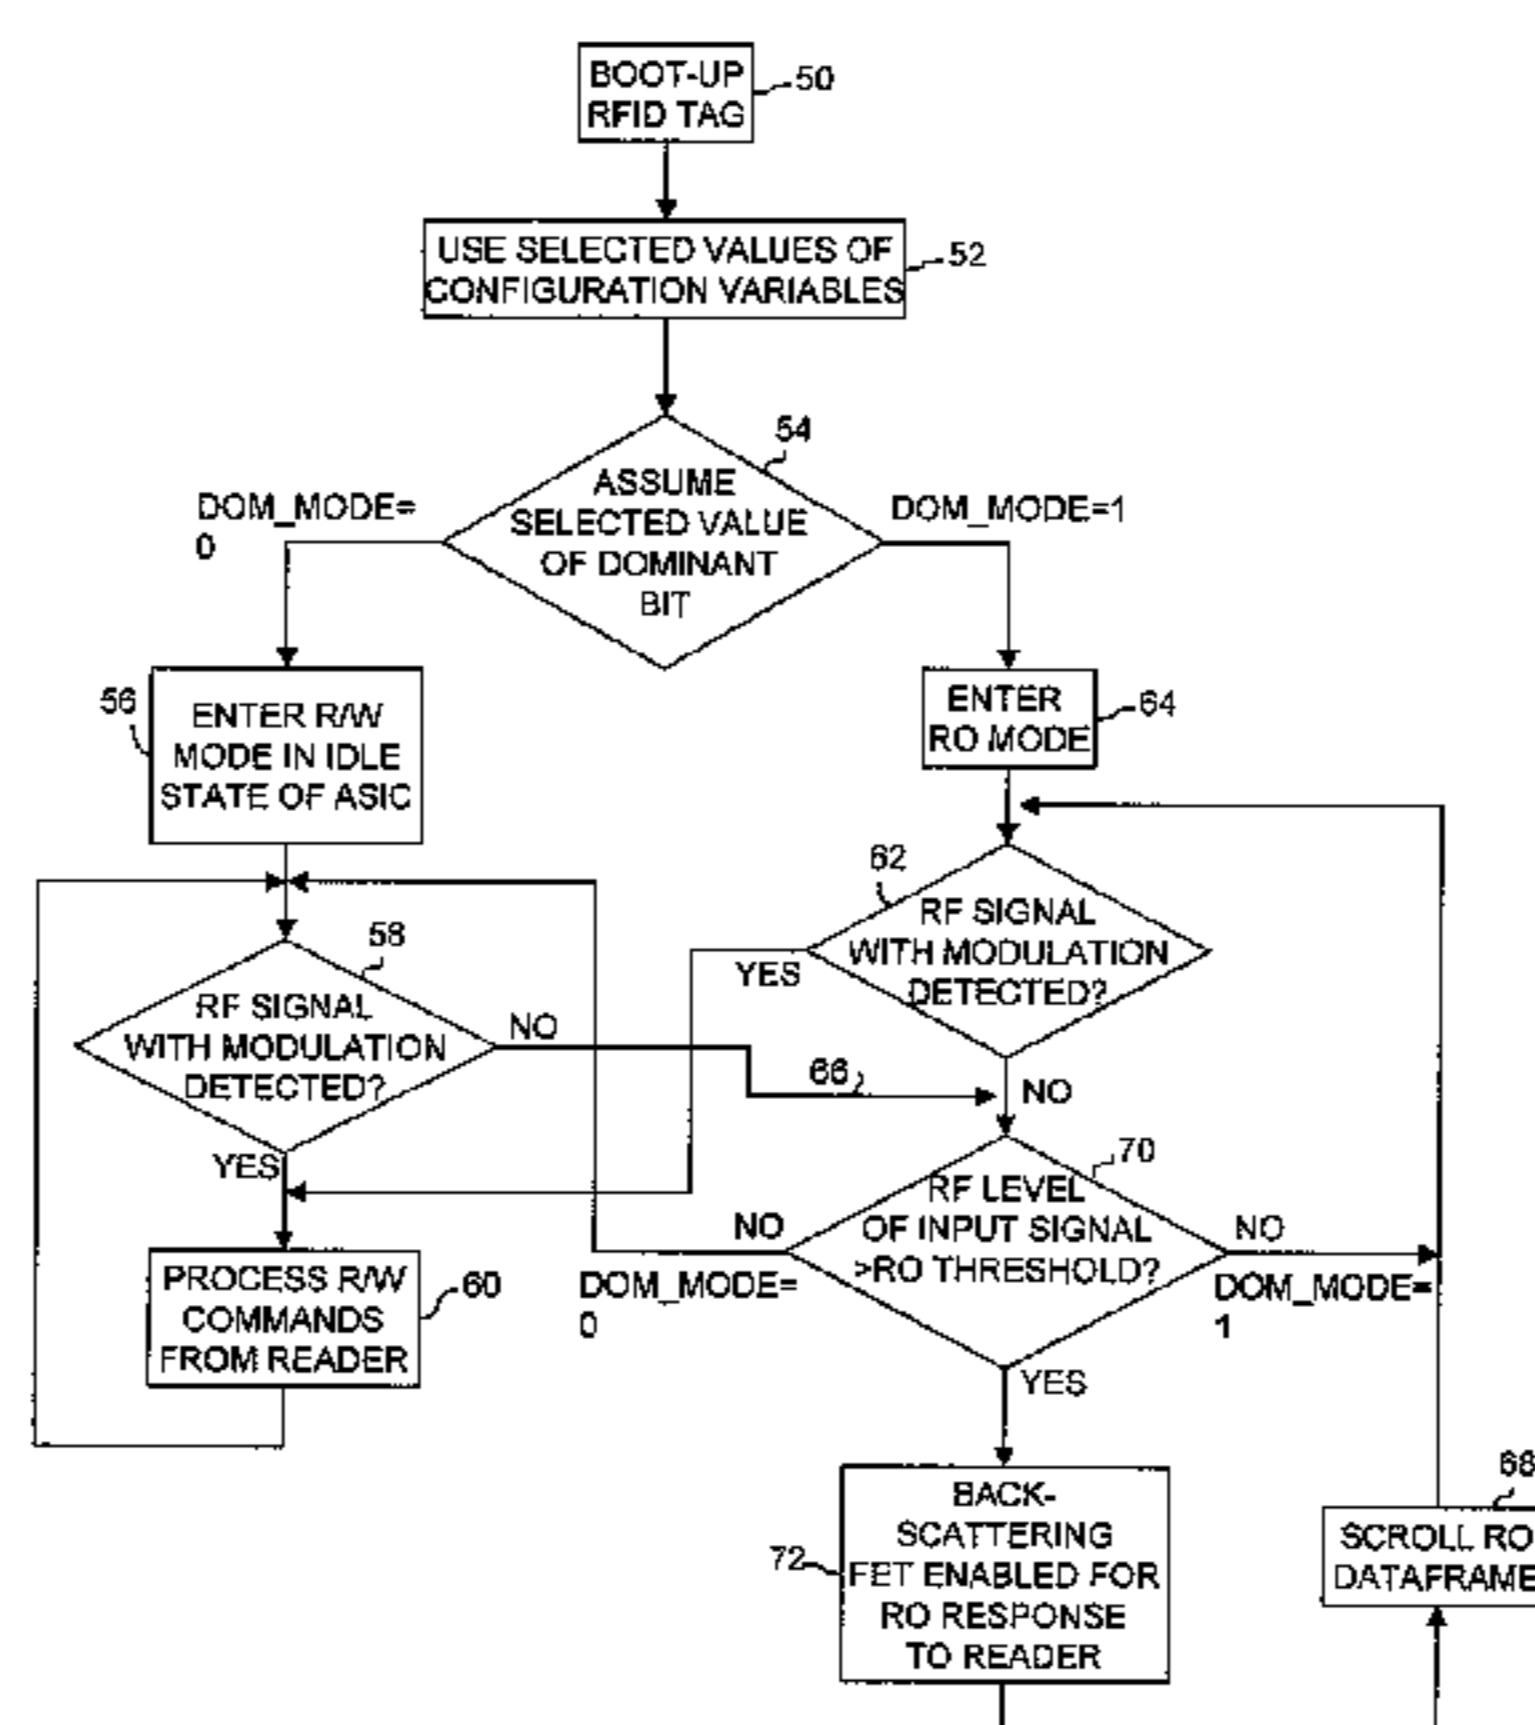 BOOT-UP
RFID TAG
50
USE SELECTED VALUES OF
CONFIGURATION VARIABLES
52
54
ASSUME
SELECTED VALUE
OF DOMINANT
BIT
DOM_MODE=
0
DOM_MODE=1
56
ENTER R/W
MODE IN IDLE
STATE OF ASIC
ENTER
RO MODE
64
62
RF SIGNAL
WITH MODULATION
DETECTED?
YES
NO
58
RF SIGNAL
WITH MODULATION
DETECTED?
NO
66
YES
70
RF LEVEL
OF INPUT SIGNAL
>RO THRESHOLD?
NO
DOM_MODE=
0
NO
DOM_MODE=
1
YES
PROCESS R/W
COMMANDS
FROM READER
60
BACK-
SCATTERING
FET ENABLED FOR
RO RESPONSE
TO READER
72
68
SCROLL RO
DATAFRAME